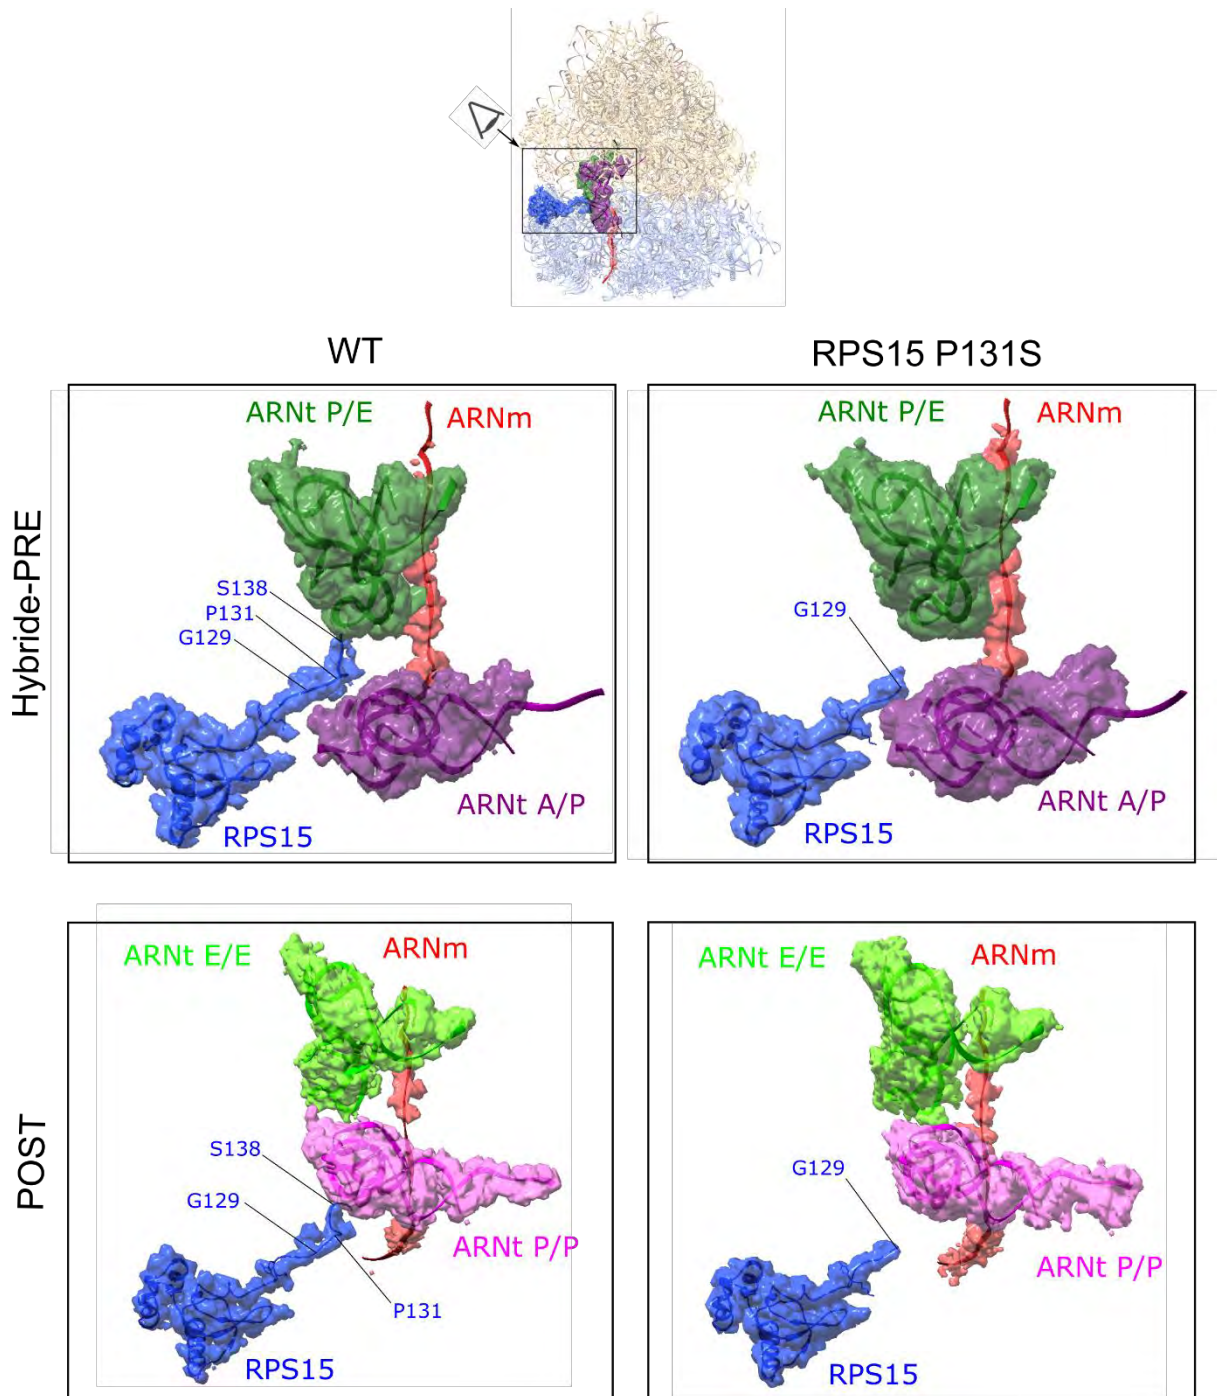 WT
RPS15 P131S
Hybride-PRE
ARNt P/E
ARNm
S138
P131
G129
ARNt A/P
RPS15
ARNt P/E
ARNm
G129
ARNt A/P
RPS15
POST
ARNt E/E
ARNm
S138
G129
ARNt P/P
P131
RPS15
ARNt E/E
ARNm
G129
ARNt P/P
RPS15